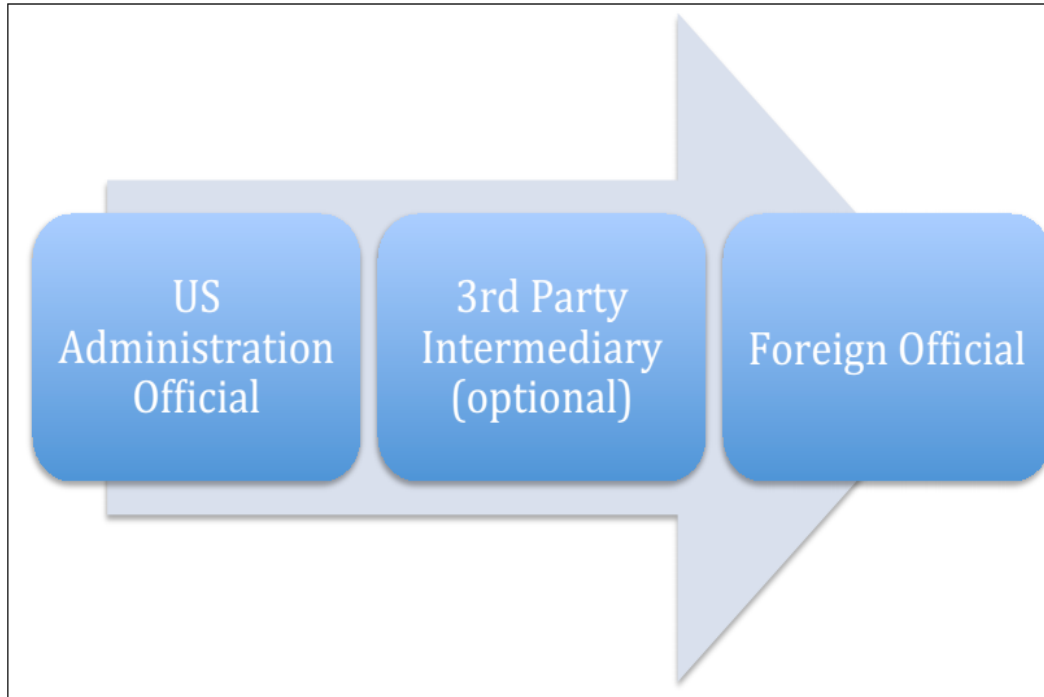 US
Administration
Official
3rd Party
Intermediary
(optional)
Foreign Official